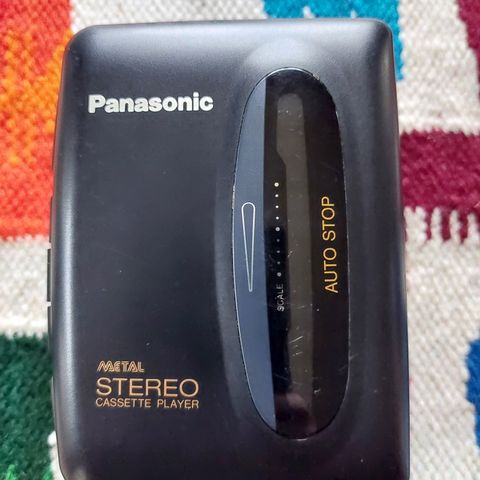 Panasonic
SCALE
AUTO STOP
METAL
STEREO
CASSETTE PLAYER